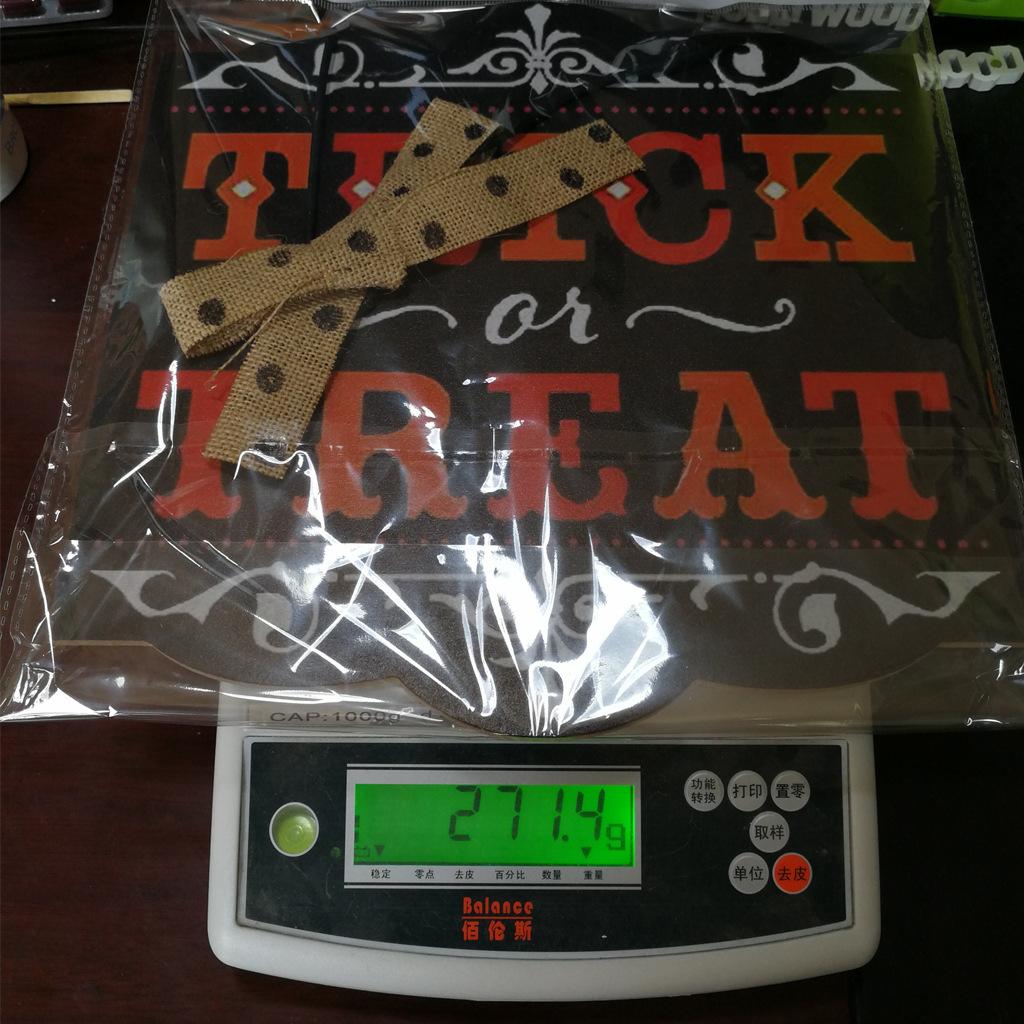 TRICK
or
TREAT
CAP:1000g
271.4g
稳定 零点 去皮 百分比 数量 重量
Balance
佰伦斯
功能转换 打印 置零
取样
单位 去皮